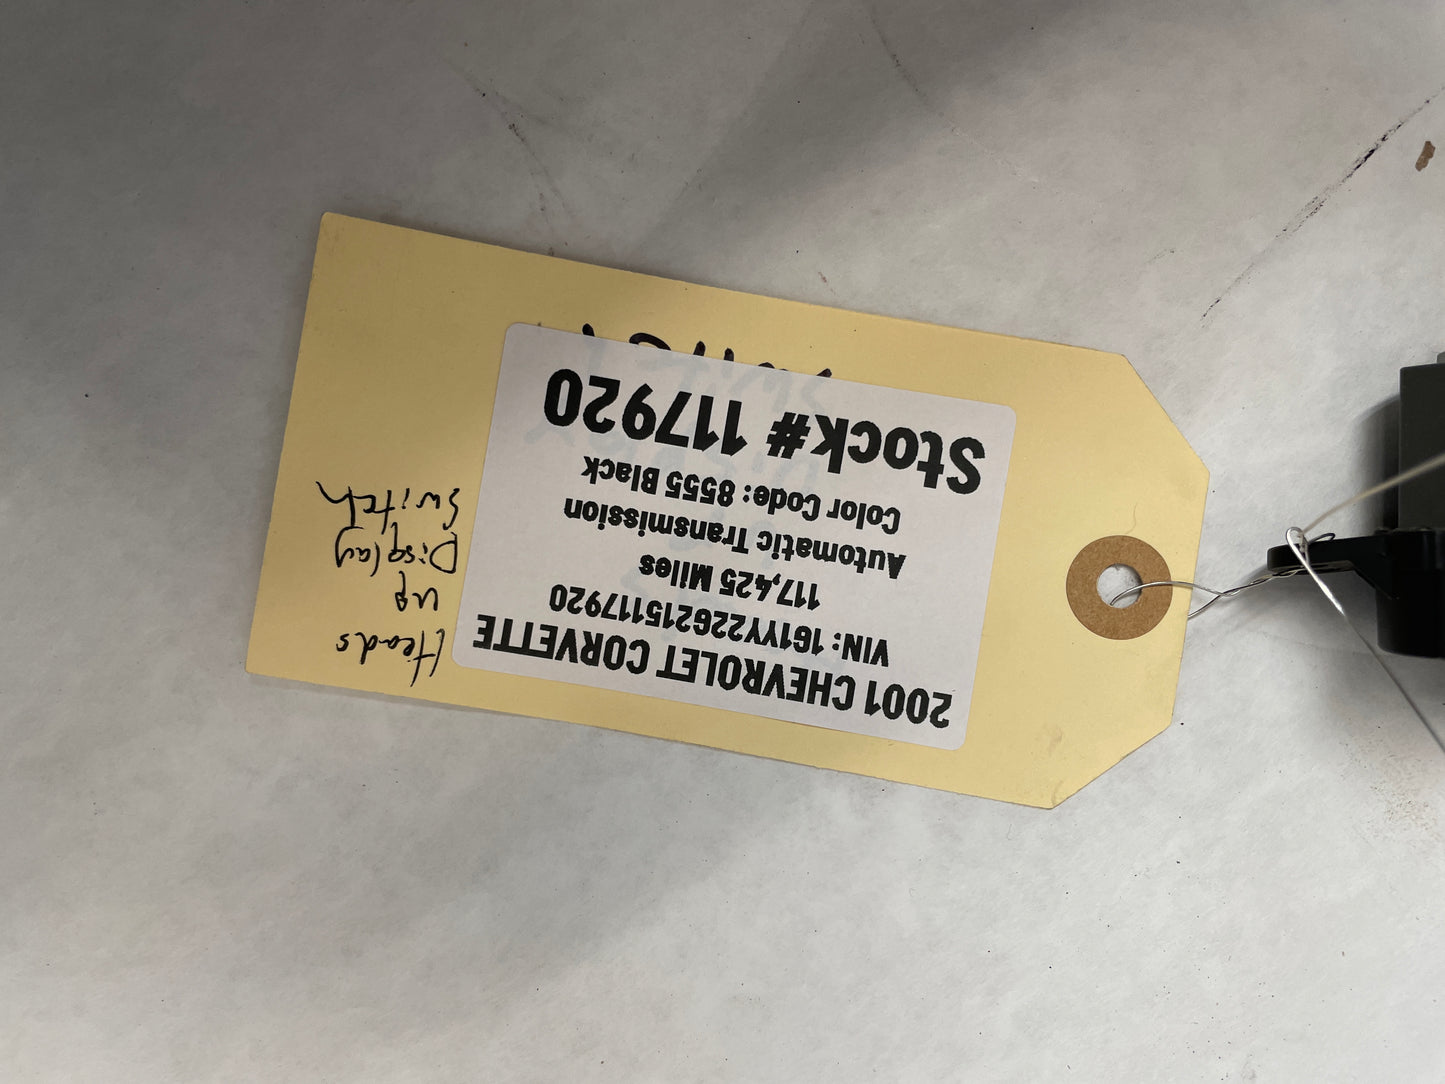 2001 CHEVROLET CORVETTE
VIN: 1G1YY226215117920
117,425 Miles
Automatic Transmission
Color Code: 8555 Black
Stock# 117920
Heads
up
Display
Switch